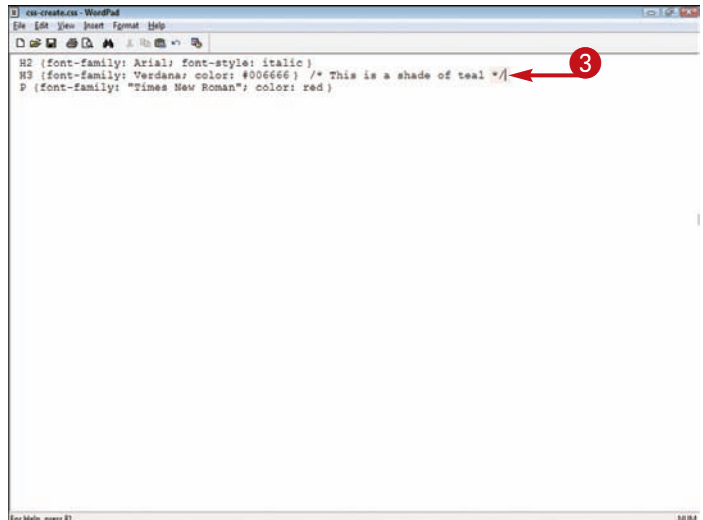 css-create.css - WordPad
File Edit View Insert Format Help
H2 {font-family: Arial; font-style: italic}
H3 {font-family: Verdana; color: #006666} /* This is a shade of teal */
P {font-family: "Times New Roman"; color: red}
3
For Help, press F1
NUM